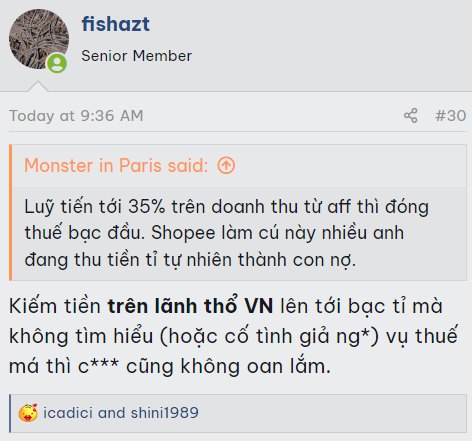 fishazt
Senior Member
Today at 9:36 AM
#30
Monster in Paris said:
Luỹ tiến tới 35% trên doanh thu từ aff thì đóng
thuế bạc đầu. Shopee làm cú này nhiều anh
đang thu tiền tỉ tự nhiên thành con nợ.
Kiếm tiền trên lãnh thổ VN lên tới bạc tỉ mà
không tìm hiểu (hoặc cố tình giả ng*) vụ thuế
má thì c*** cũng không oan lắm.
icadici and shini1989